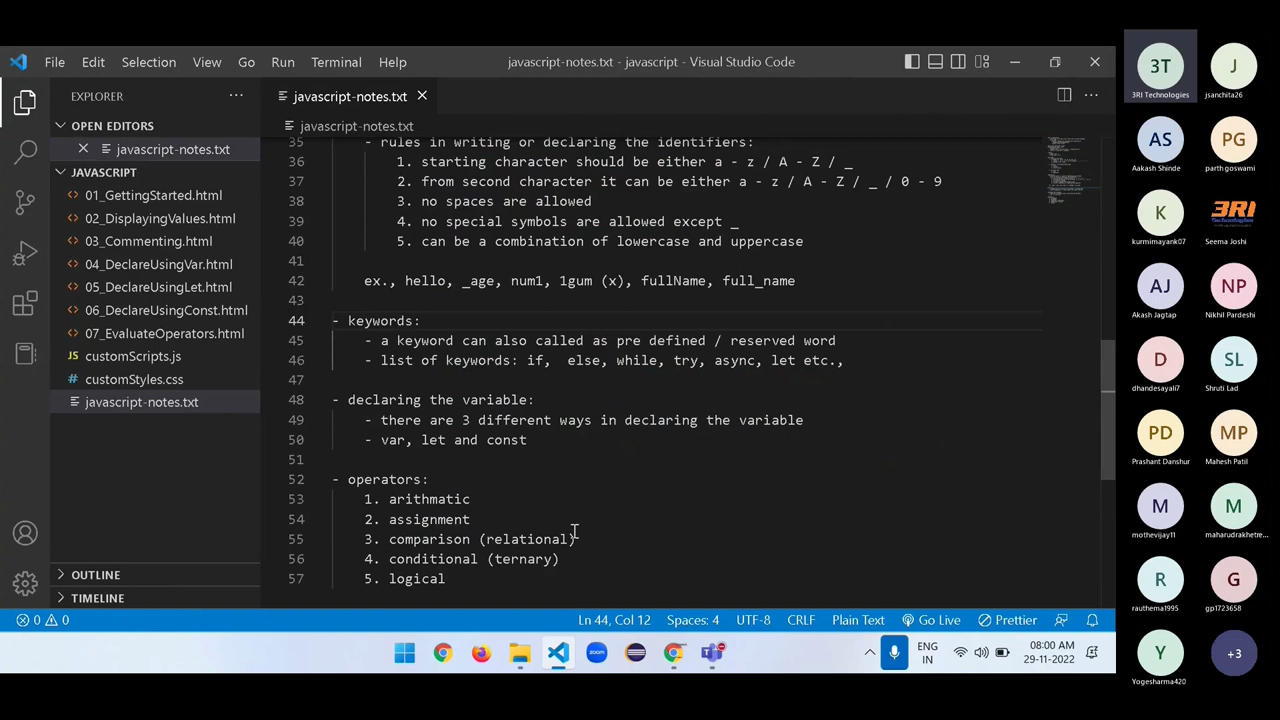 File Edit Selection View Go Run Terminal Help
javascript-notes.txt - javascript - Visual Studio Code
EXPLORER
OPEN EDITORS
javascript-notes.txt
JAVASCRIPT
01_GettingStarted.html
02_DisplayingValues.html
03_Commenting.html
04_DeclareUsingVar.html
05_DeclareUsingLet.html
06_DeclareUsingConst.html
07_EvaluateOperators.html
customScripts.js
customStyles.css
javascript-notes.txt
OUTLINE
TIMELINE
javascript-notes.txt
javascript-notes.txt
35 - rules in writing or declaring the identifiers:
36 1. starting character should be either a - z / A - Z / _
37 2. from second character it can be either a - z / A - Z / _ / 0 - 9
38 3. no spaces are allowed
39 4. no special symbols are allowed except _
40 5. can be a combination of lowercase and uppercase
41
42 ex., hello, _age, num1, 1gum (x), fullName, full_name
43
44 - keywords:
45 - a keyword can also called as pre defined / reserved word
46 - list of keywords: if,  else, while, try, async, let etc.,
47
48 - declaring the variable:
49 - there are 3 different ways in declaring the variable
50 - var, let and const
51
52 - operators:
53 1. arithmatic
54 2. assignment
55 3. comparison (relational)
56 4. conditional (ternary)
57 5. logical
0 0 Ln 44, Col 12 Spaces: 4 UTF-8 CRLF Plain Text Go Live Prettier
ENG
IN
08:00 AM
29-11-2022
3T
3RI Technologies
J
jsanchita26
AS
Aakash Shinde
PG
parth goswami
K
kurmimayank07
3RI
Seema Joshi
AJ
Akash Jagtap
NP
Nikhil Pardeshi
D
dhandesayali7
SL
Shruti Lad
PD
Prashant Danshur
MP
Mahesh Patil
M
mothevijay11
M
maharudrakhetre...
R
rauthema1995
G
gp1723658
Y
Yogesharma420
+3